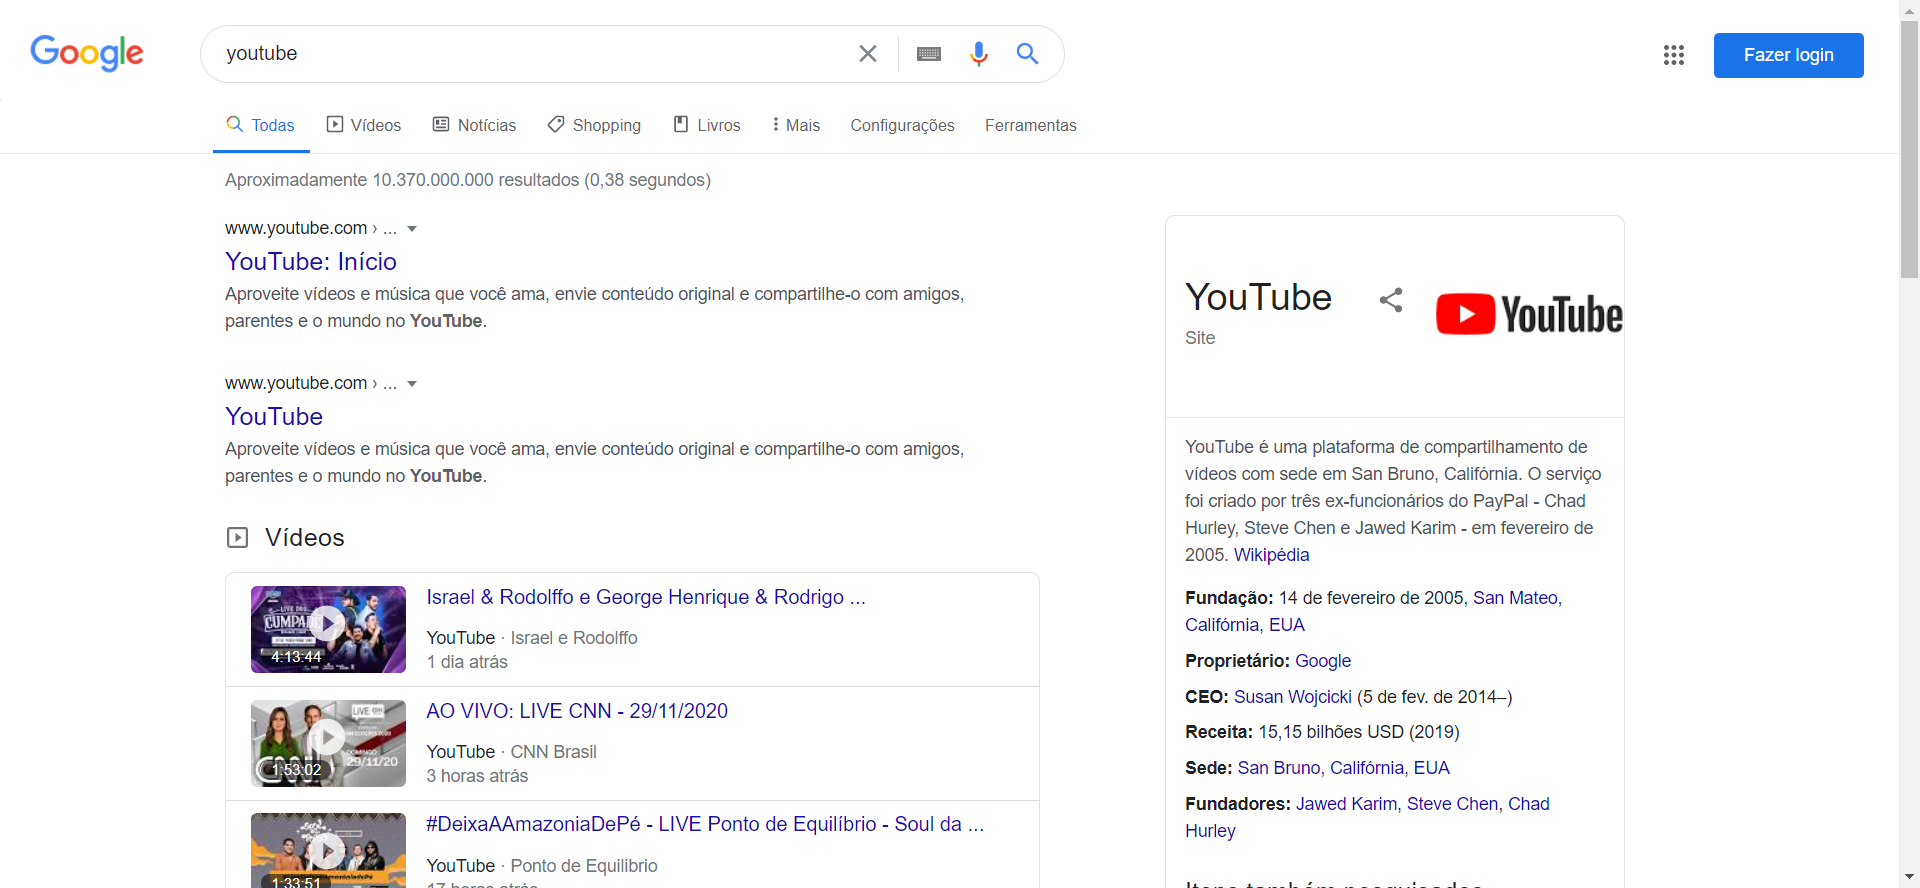 Google
youtube
Fazer login
Todas
Vídeos
Notícias
Shopping
Livros
Mais
Configurações
Ferramentas
Aproximadamente 10.370.000.000 resultados (0,38 segundos)
www.youtube.com › ...
YouTube: Início
Aproveite vídeos e música que você ama, envie conteúdo original e compartilhe-o com amigos,
parentes e o mundo no YouTube.
www.youtube.com › ...
YouTube
Aproveite vídeos e música que você ama, envie conteúdo original e compartilhe-o com amigos,
parentes e o mundo no YouTube.
Vídeos
4:13:44
Israel & Rodolffo e George Henrique & Rodrigo ...
YouTube · Israel e Rodolffo
1 dia atrás
LIVE CNN
DOMINGO
29/11/20
1:53:02
AO VIVO: LIVE CNN - 29/11/2020
YouTube · CNN Brasil
3 horas atrás
1:33:51
#DeixaAAmazoniaDePé - LIVE Ponto de Equilíbrio - Soul da ...
YouTube · Ponto de Equilibrio
17 horas atrás
YouTube
Site
YouTube
YouTube é uma plataforma de compartilhamento de
vídeos com sede em San Bruno, Califórnia. O serviço
foi criado por três ex-funcionários do PayPal - Chad
Hurley, Steve Chen e Jawed Karim - em fevereiro de
2005. Wikipédia
Fundação: 14 de fevereiro de 2005, San Mateo,
Califórnia, EUA
Proprietário: Google
CEO: Susan Wojcicki (5 de fev. de 2014–)
Receita: 15,15 bilhões USD (2019)
Sede: San Bruno, Califórnia, EUA
Fundadores: Jawed Karim, Steve Chen, Chad
Hurley
Itens também pesquisados